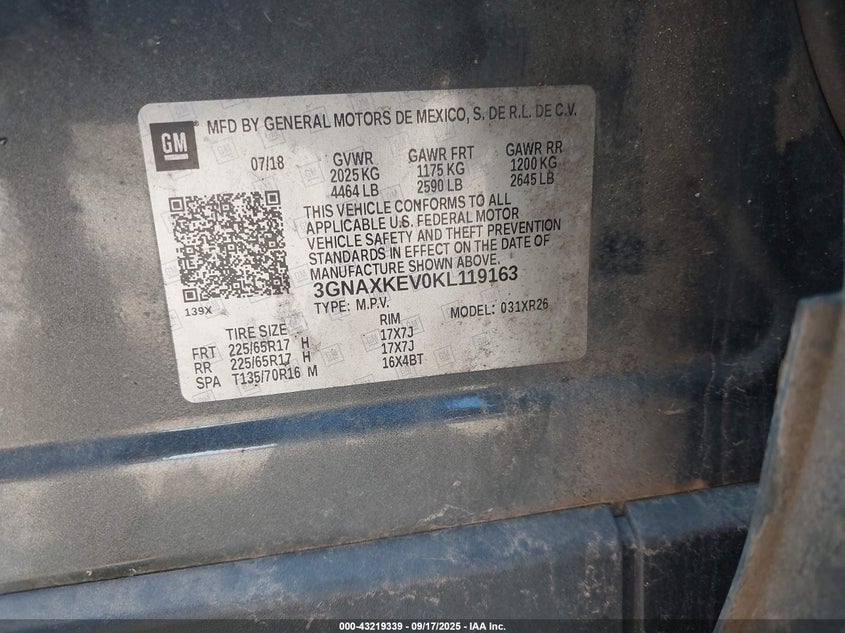 GM
MFD BY GENERAL MOTORS DE MEXICO, S. DE R.L. DE C.V.
07/18 GVWR GAWR FRT GAWR RR
2025 KG 1175 KG 1200 KG
4464 LB 2590 LB 2645 LB
THIS VEHICLE CONFORMS TO ALL
APPLICABLE U.S. FEDERAL MOTOR
VEHICLE SAFETY AND THEFT PREVENTION
STANDARDS IN EFFECT ON THE DATE OF
MANUFACTURE SHOWN ABOVE.
3GNAXKEV0KL119163
139X
TYPE: M.P.V. MODEL: 031XR26
TIRE SIZE RIM
FRT 225/65R17 H 17X7J
RR 225/65R17 H 17X7J
SPA T135/70R16 M 16X4BT
000-43219339 - 09/17/2025 - IAA Inc.